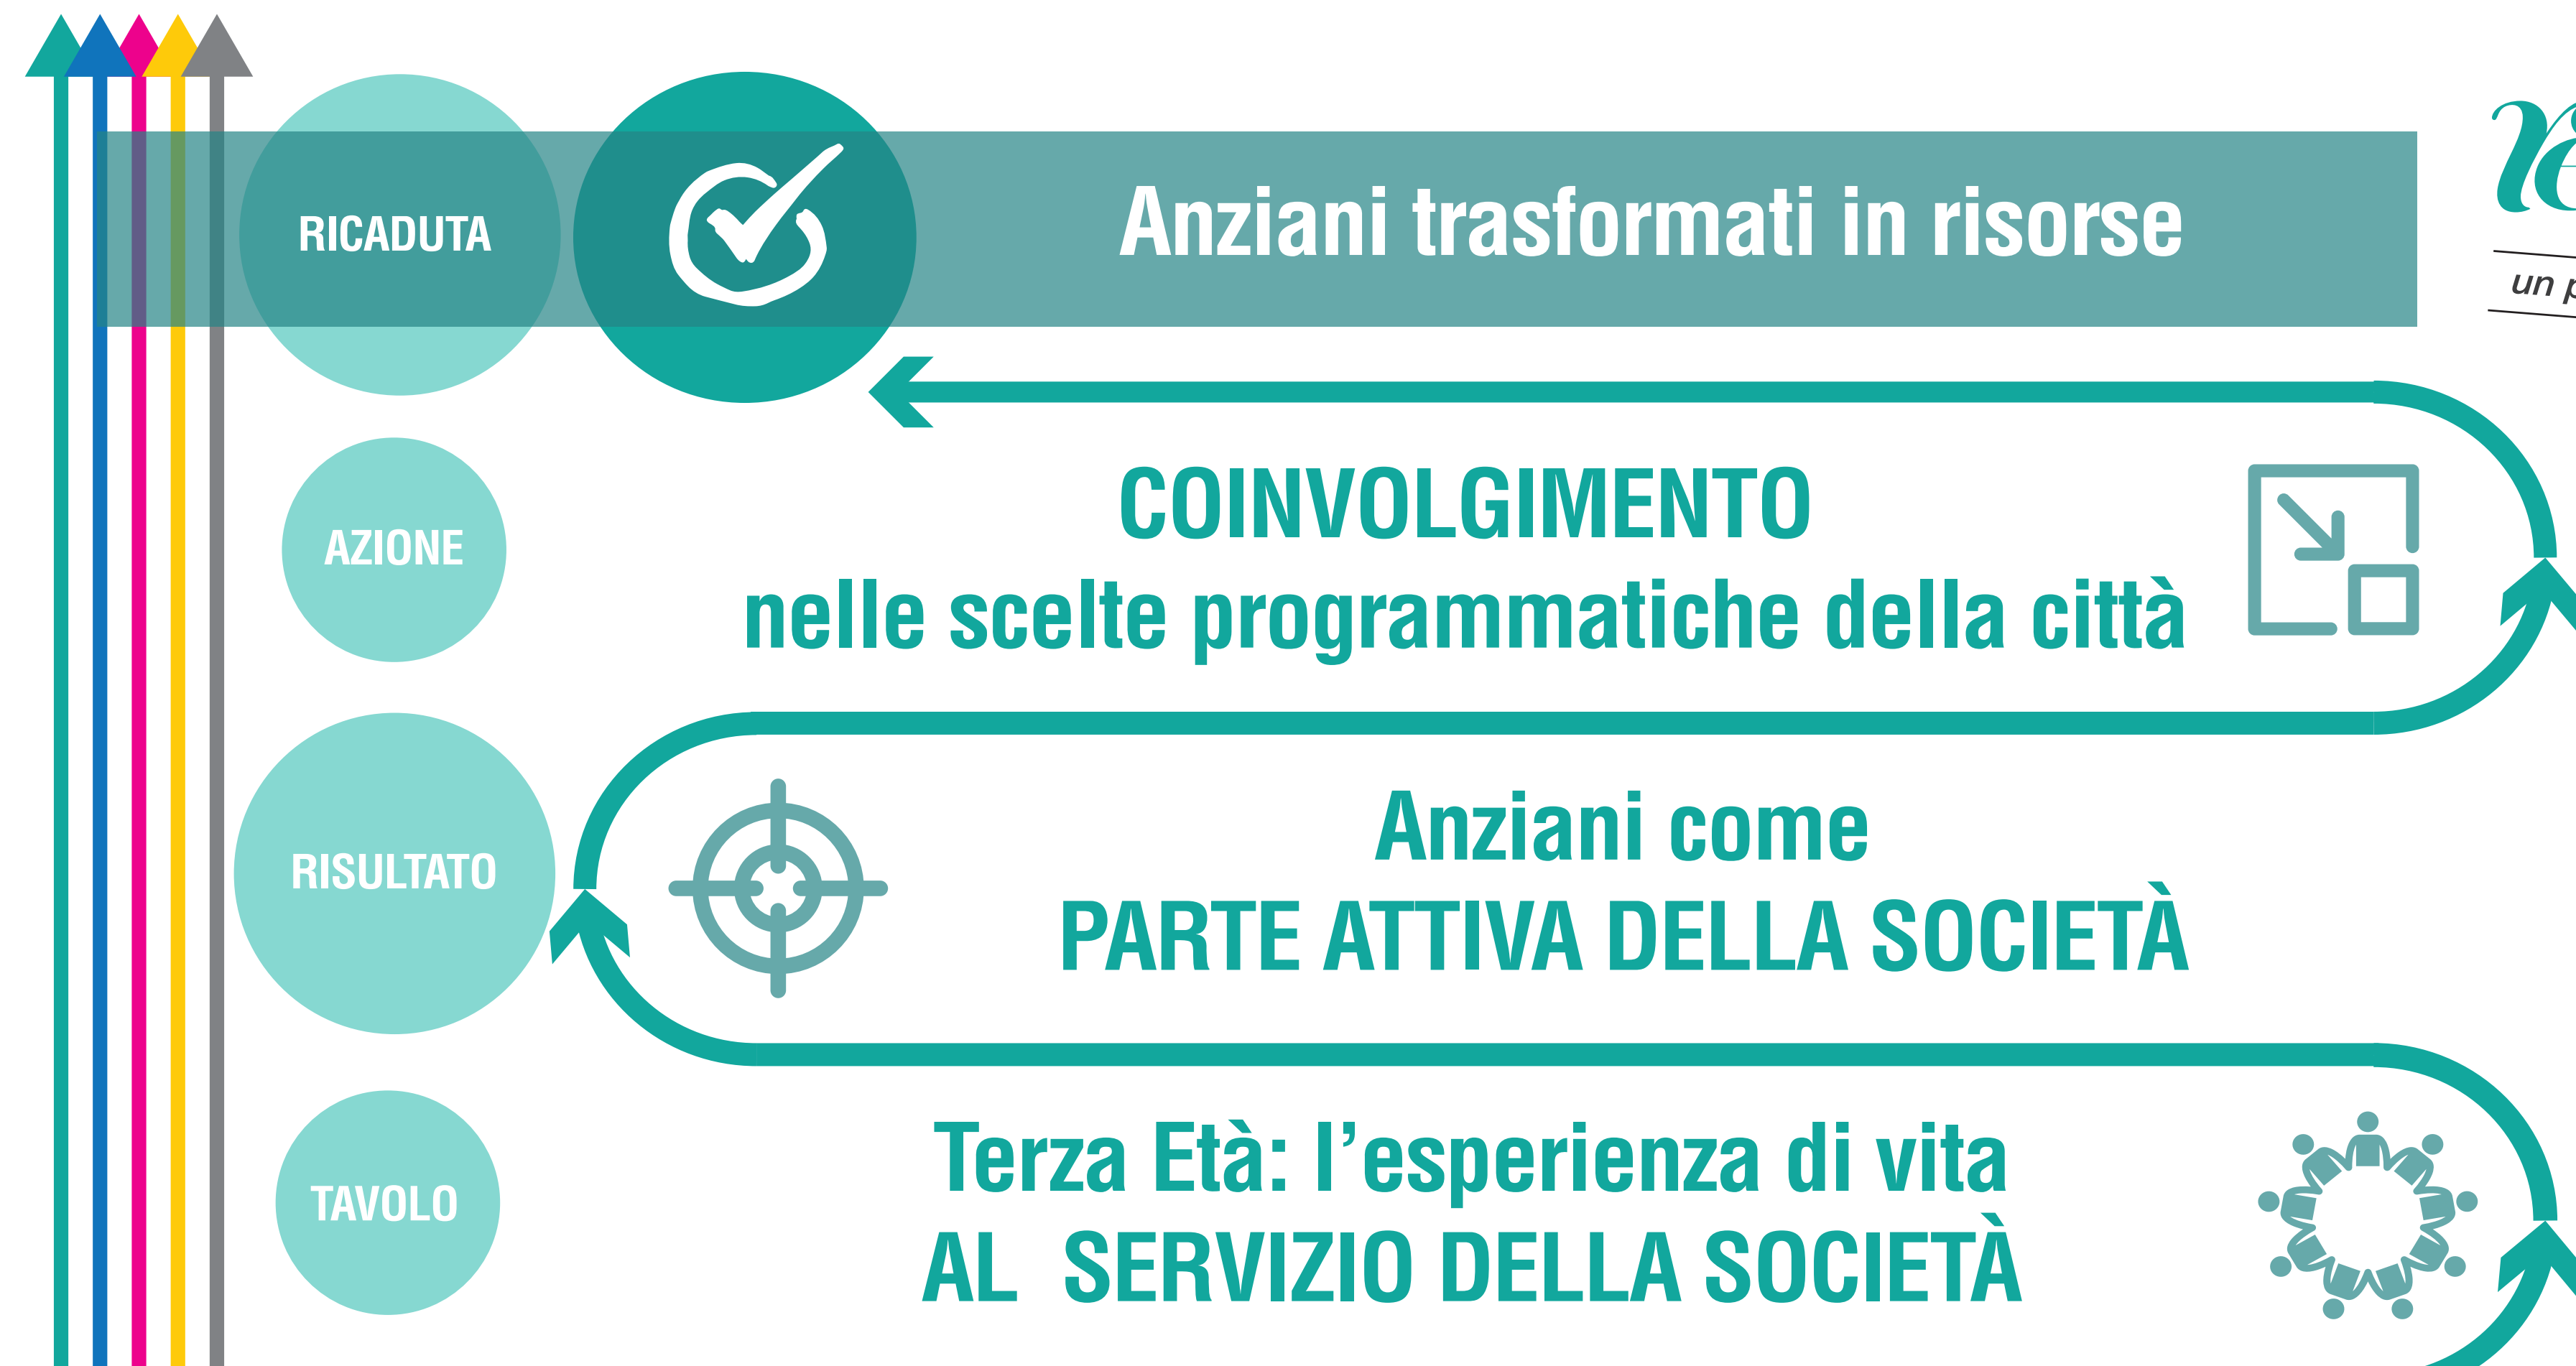 RICADUTA
Anziani trasformati in risorse
un
AZIONE
COINVOLGIMENTO
nelle scelte programmatiche della città
RISULTATO
Anziani come
PARTE ATTIVA DELLA SOCIETÀ
TAVOLO
Terza Età: l’esperienza di vita
AL SERVIZIO DELLA SOCIETÀ